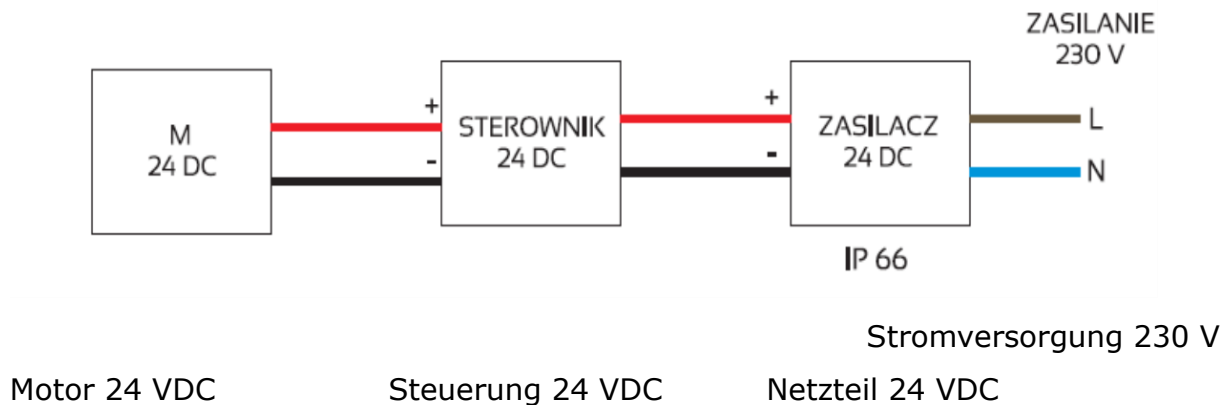 ZASILANIE
230 V
M
24 DC
+
-
STEROWNIK
24 DC
+
-
ZASILACZ
24 DC
L
N
IP 66
Stromversorgung 230 V
Motor 24 VDC
Steuerung 24 VDC
Netzteil 24 VDC